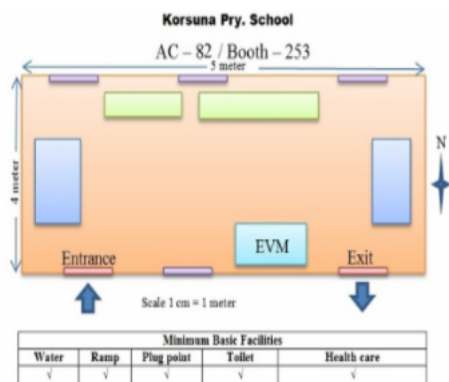 Korsuna Pry. School
AC – 82 / Booth – 253
5 meter
4 meter
N
EVM
Entrance
Exit
Scale 1 cm = 1 meter
Minimum Basic Facilities
Water Ramp Plug point Toilet Health care
√ √ √ √ √